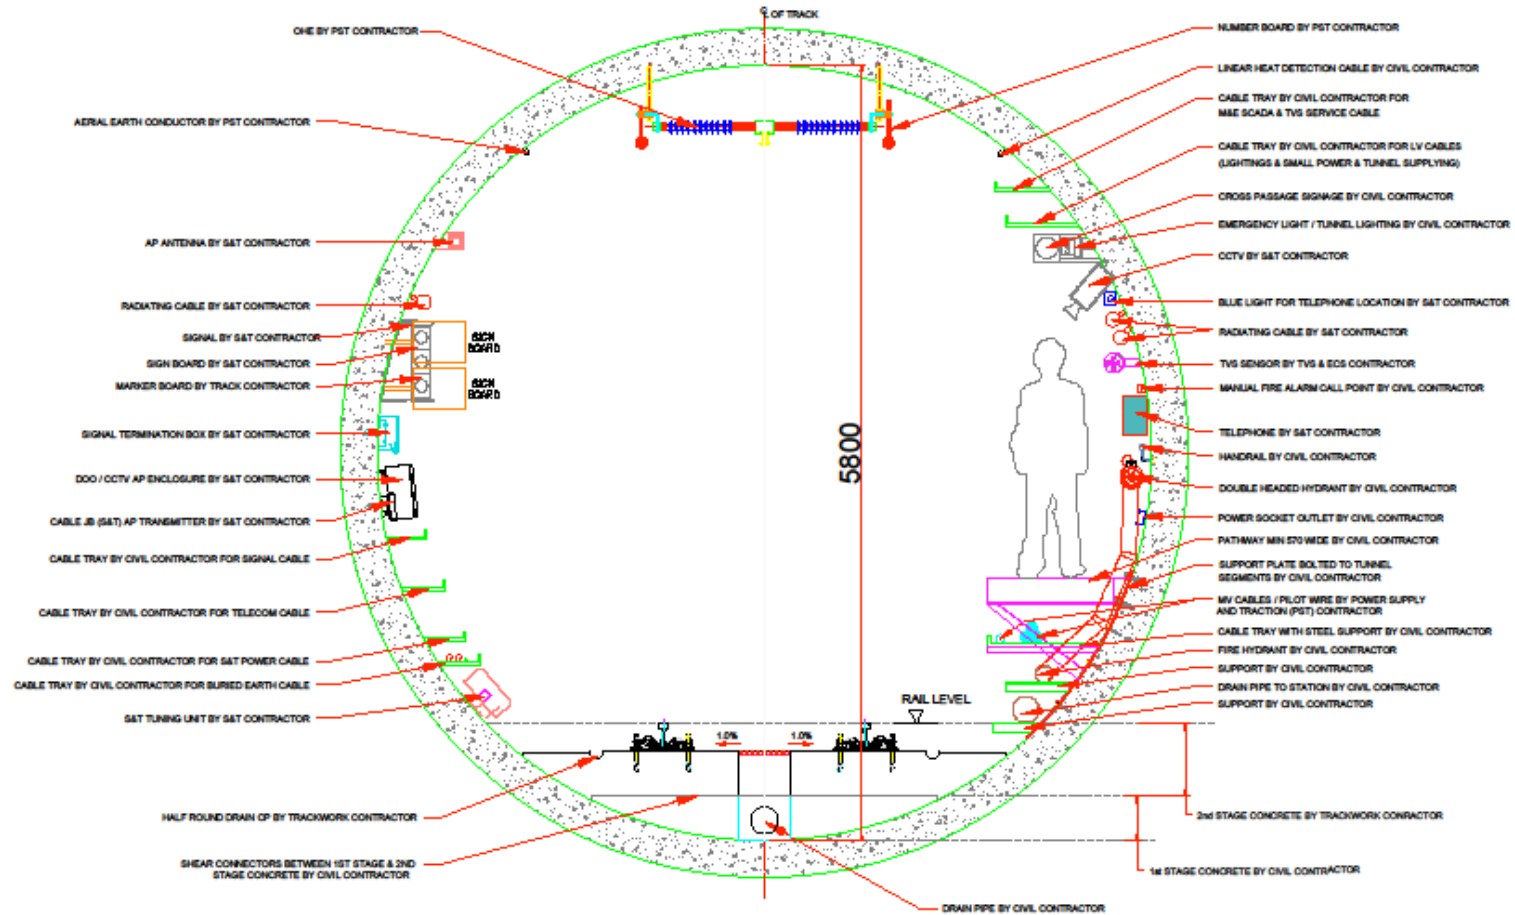 ℄ OF TRACK
OHE BY PST CONTRACTOR
AERIAL EARTH CONDUCTOR BY PST CONTRACTOR
AP ANTENNA BY S&T CONTRACTOR
RADIATING CABLE BY S&T CONTRACTOR
SIGNAL BY S&T CONTRACTOR
SIGN BOARD BY S&T CONTRACTOR
MARKER BOARD BY TRACK CONTRACTOR
SIGNAL TERMINATION BOX BY S&T CONTRACTOR
DOO / CCTV AP ENCLOSURE BY S&T CONTRACTOR
CABLE JB (S&T) AP TRANSMITTER BY S&T CONTRACTOR
CABLE TRAY BY CIVIL CONTRACTOR FOR SIGNAL CABLE
CABLE TRAY BY CIVIL CONTRACTOR FOR TELECOM CABLE
CABLE TRAY BY CIVIL CONTRACTOR FOR S&T POWER CABLE
CABLE TRAY BY CIVIL CONTRACTOR FOR BURIED EARTH CABLE
S&T TUNING UNIT BY S&T CONTRACTOR
HALF ROUND DRAIN OP BY TRACKWORK CONTRACTOR
SHEAR CONNECTORS BETWEEN 1ST STAGE & 2ND
STAGE CONCRETE BY CIVIL CONTRACTOR
SIGN
BOARD
SIGN
BOARD
5800
RAIL LEVEL
1.0%
1.0%
NUMBER BOARD BY PST CONTRACTOR
LINEAR HEAT DETECTION CABLE BY CIVIL CONTRACTOR
CABLE TRAY BY CIVIL CONTRACTOR FOR
M&E SCADA & TVS SERVICE CABLE
CABLE TRAY BY CIVIL CONTRACTOR FOR LV CABLES
(LIGHTINGS & SMALL POWER & TUNNEL SUPPLYING)
CROSS PASSAGE SIGNAGE BY CIVIL CONTRACTOR
EMERGENCY LIGHT / TUNNEL LIGHTING BY CIVIL CONTRACTOR
CCTV BY S&T CONTRACTOR
BLUE LIGHT FOR TELEPHONE LOCATION BY S&T CONTRACTOR
RADIATING CABLE BY S&T CONTRACTOR
TVS SENSOR BY TVS & ECS CONTRACTOR
MANUAL FIRE ALARM CALL POINT BY CIVIL CONTRACTOR
TELEPHONE BY S&T CONTRACTOR
HANDRAIL BY CIVIL CONTRACTOR
DOUBLE HEADED HYDRANT BY CIVIL CONTRACTOR
POWER SOCKET OUTLET BY CIVIL CONTRACTOR
PATHWAY MIN 570 WIDE BY CIVIL CONTRACTOR
SUPPORT PLATE BOLTED TO TUNNEL
SEGMENTS BY CIVIL CONTRACTOR
MV CABLES / PILOT WIRE BY POWER SUPPLY
AND TRACTION (PST) CONTRACTOR
CABLE TRAY WITH STEEL SUPPORT BY CIVIL CONTRACTOR
FIRE HYDRANT BY CIVIL CONTRACTOR
SUPPORT BY CIVIL CONTRACTOR
DRAIN PIPE TO STATION BY CIVIL CONTRACTOR
SUPPORT BY CIVIL CONTRACTOR
2nd STAGE CONCRETE BY TRACKWORK CONRACTOR
1st STAGE CONCRETE BY CIVIL CONTRACTOR
DRAIN PIPE BY CIVIL CONTRACTOR